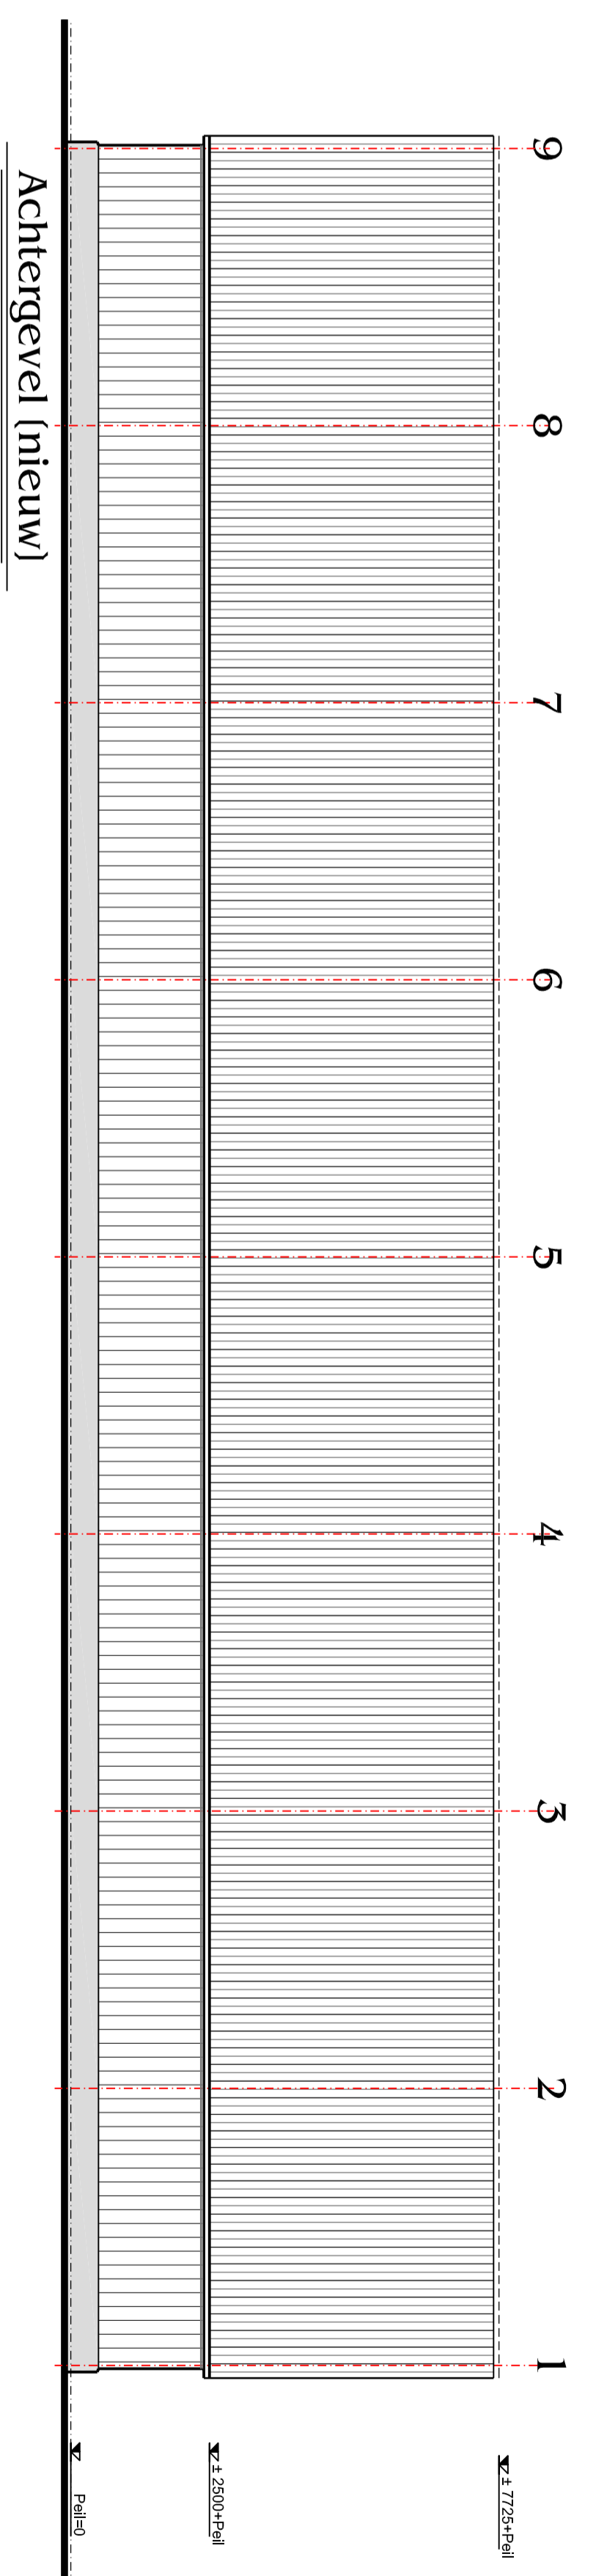 9 8 7 6 5 4 3 2 1
± 7725+Peil
± 2500+Peil
Peil=0
Achtergevel (nieuw)